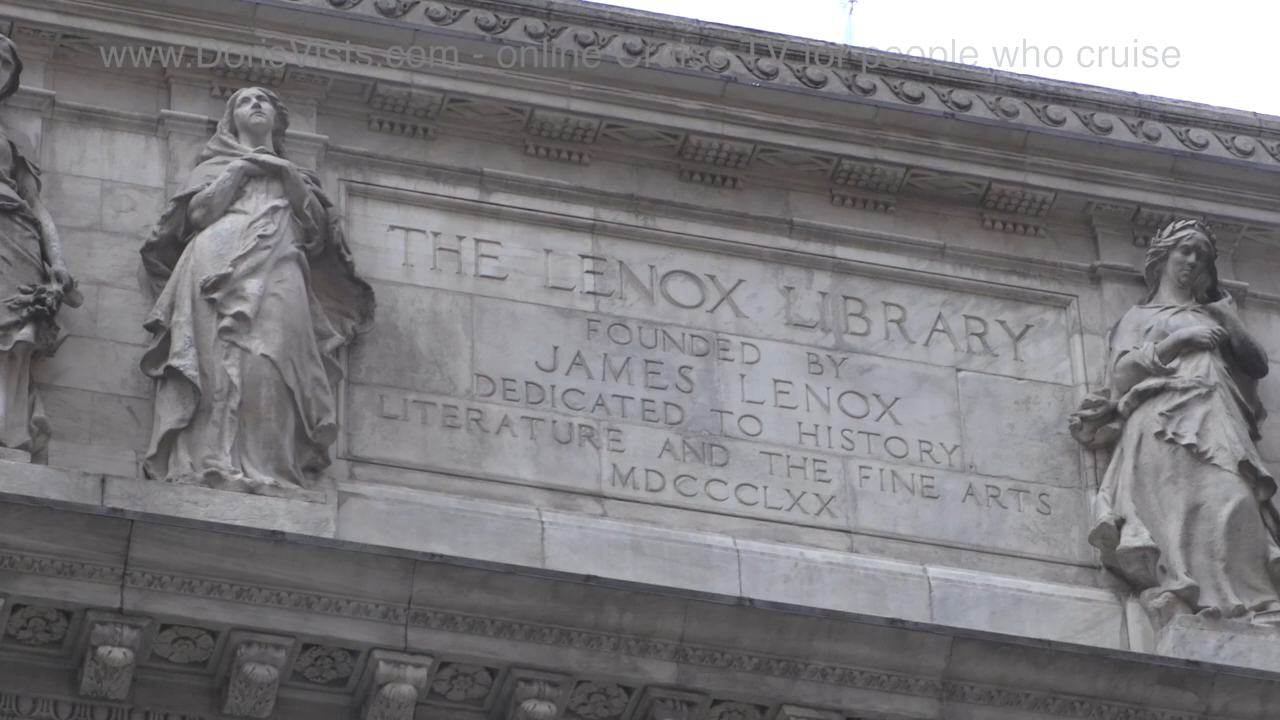 www.DorisVists.com - online Cruise TV for people who cruise
THE LENOX LIBRARY
FOUNDED BY
JAMES LENOX
DEDICATED TO HISTORY
LITERATURE AND THE FINE ARTS
MDCCCLXX